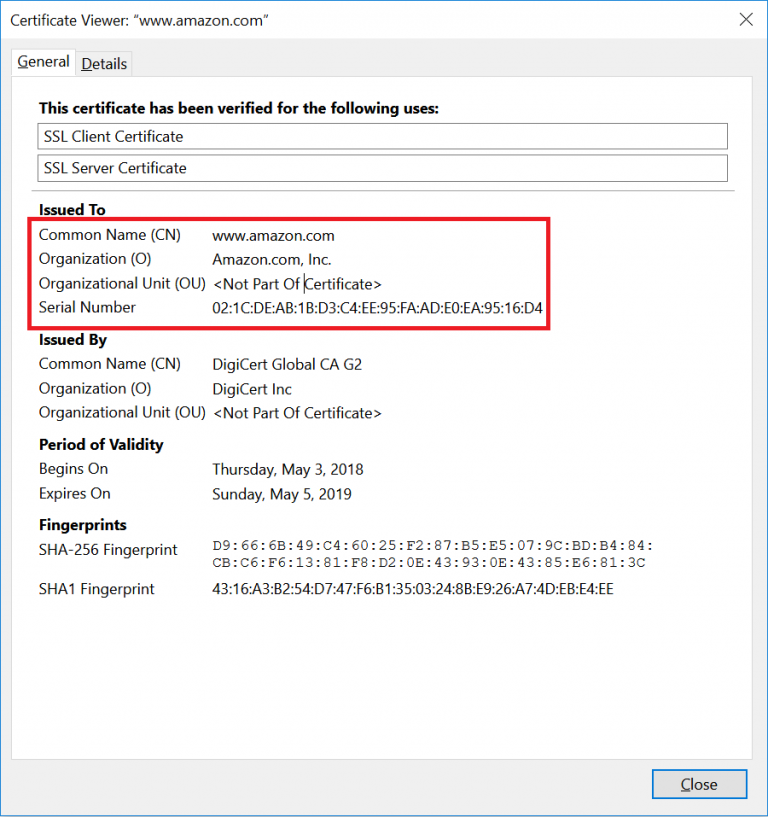 Certificate Viewer: "www.amazon.com"
General Details
This certificate has been verified for the following uses:
SSL Client Certificate
SSL Server Certificate
Issued To
Common Name (CN) www.amazon.com
Organization (O) Amazon.com, Inc.
Organizational Unit (OU) <Not Part Of Certificate>
Serial Number 02:1C:DE:AB:1B:D3:C4:EE:95:FA:AD:E0:EA:95:16:D4
Issued By
Common Name (CN) DigiCert Global CA G2
Organization (O) DigiCert Inc
Organizational Unit (OU) <Not Part Of Certificate>
Period of Validity
Begins On Thursday, May 3, 2018
Expires On Sunday, May 5, 2019
Fingerprints
SHA-256 Fingerprint D9:66:6B:49:C4:60:25:F2:87:B5:E5:07:9C:BD:B4:84:
CB:C6:F6:13:81:F8:D2:0E:43:93:0E:43:85:E6:81:3C
SHA1 Fingerprint 43:16:A3:B2:54:D7:47:F6:B1:35:03:24:8B:E9:26:A7:4D:EB:E4:EE
Close